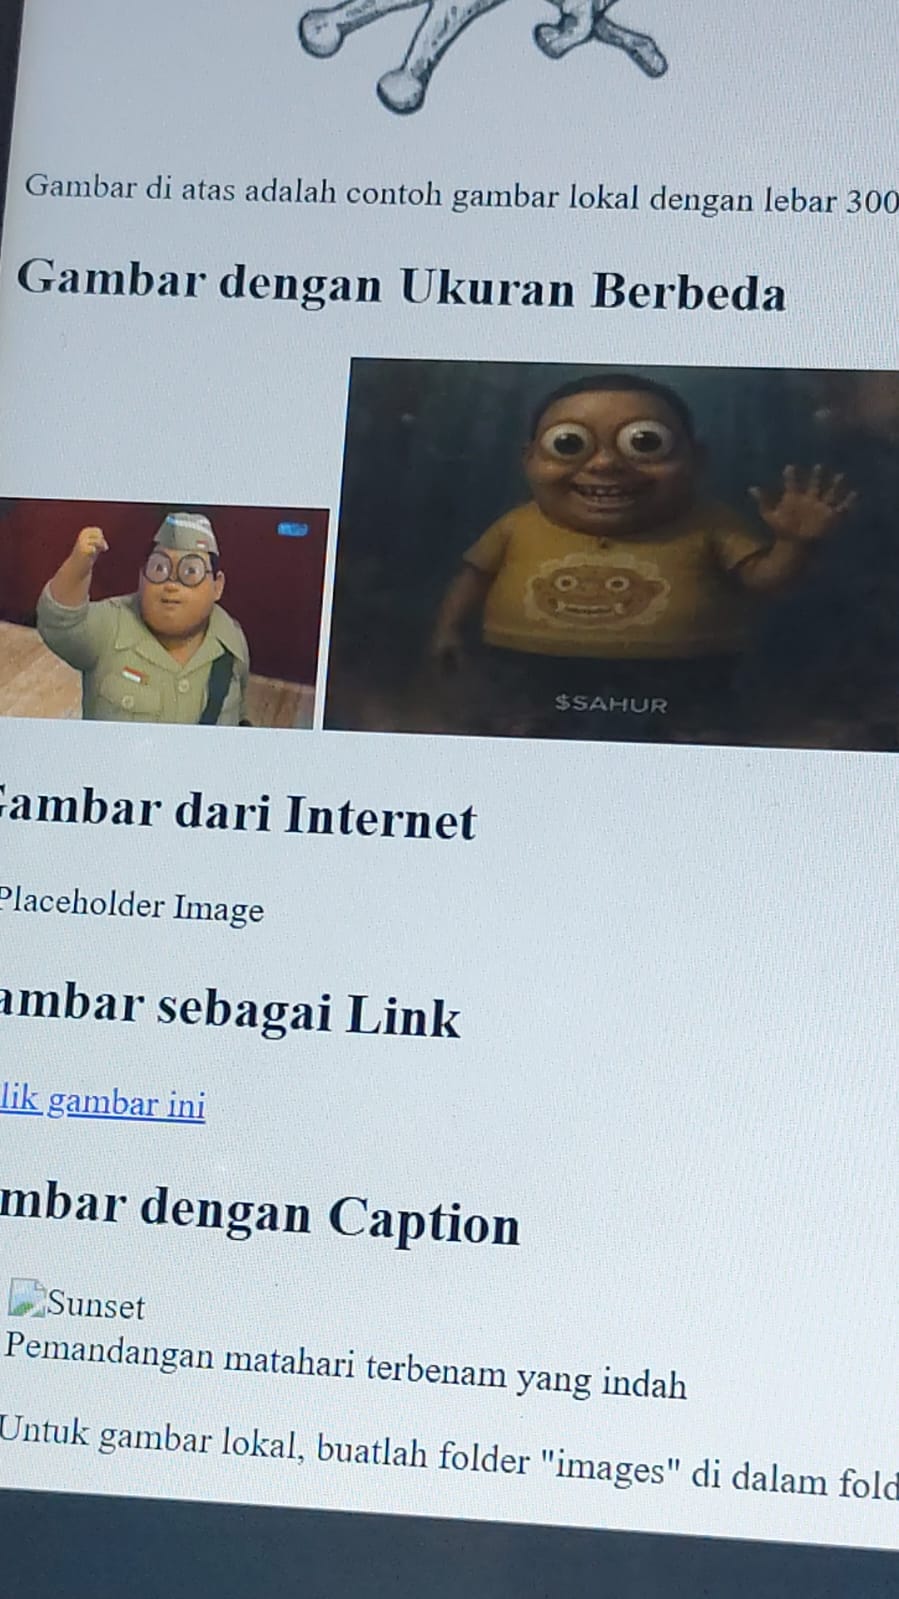 Gambar di atas adalah contoh gambar lokal dengan lebar 300
Gambar dengan Ukuran Berbeda
$SAHUR
Gambar dari Internet
Placeholder Image
ambar sebagai Link
lik gambar ini
mbar dengan Caption
Sunset
Pemandangan matahari terbenam yang indah
Untuk gambar lokal, buatlah folder "images" di dalam fold